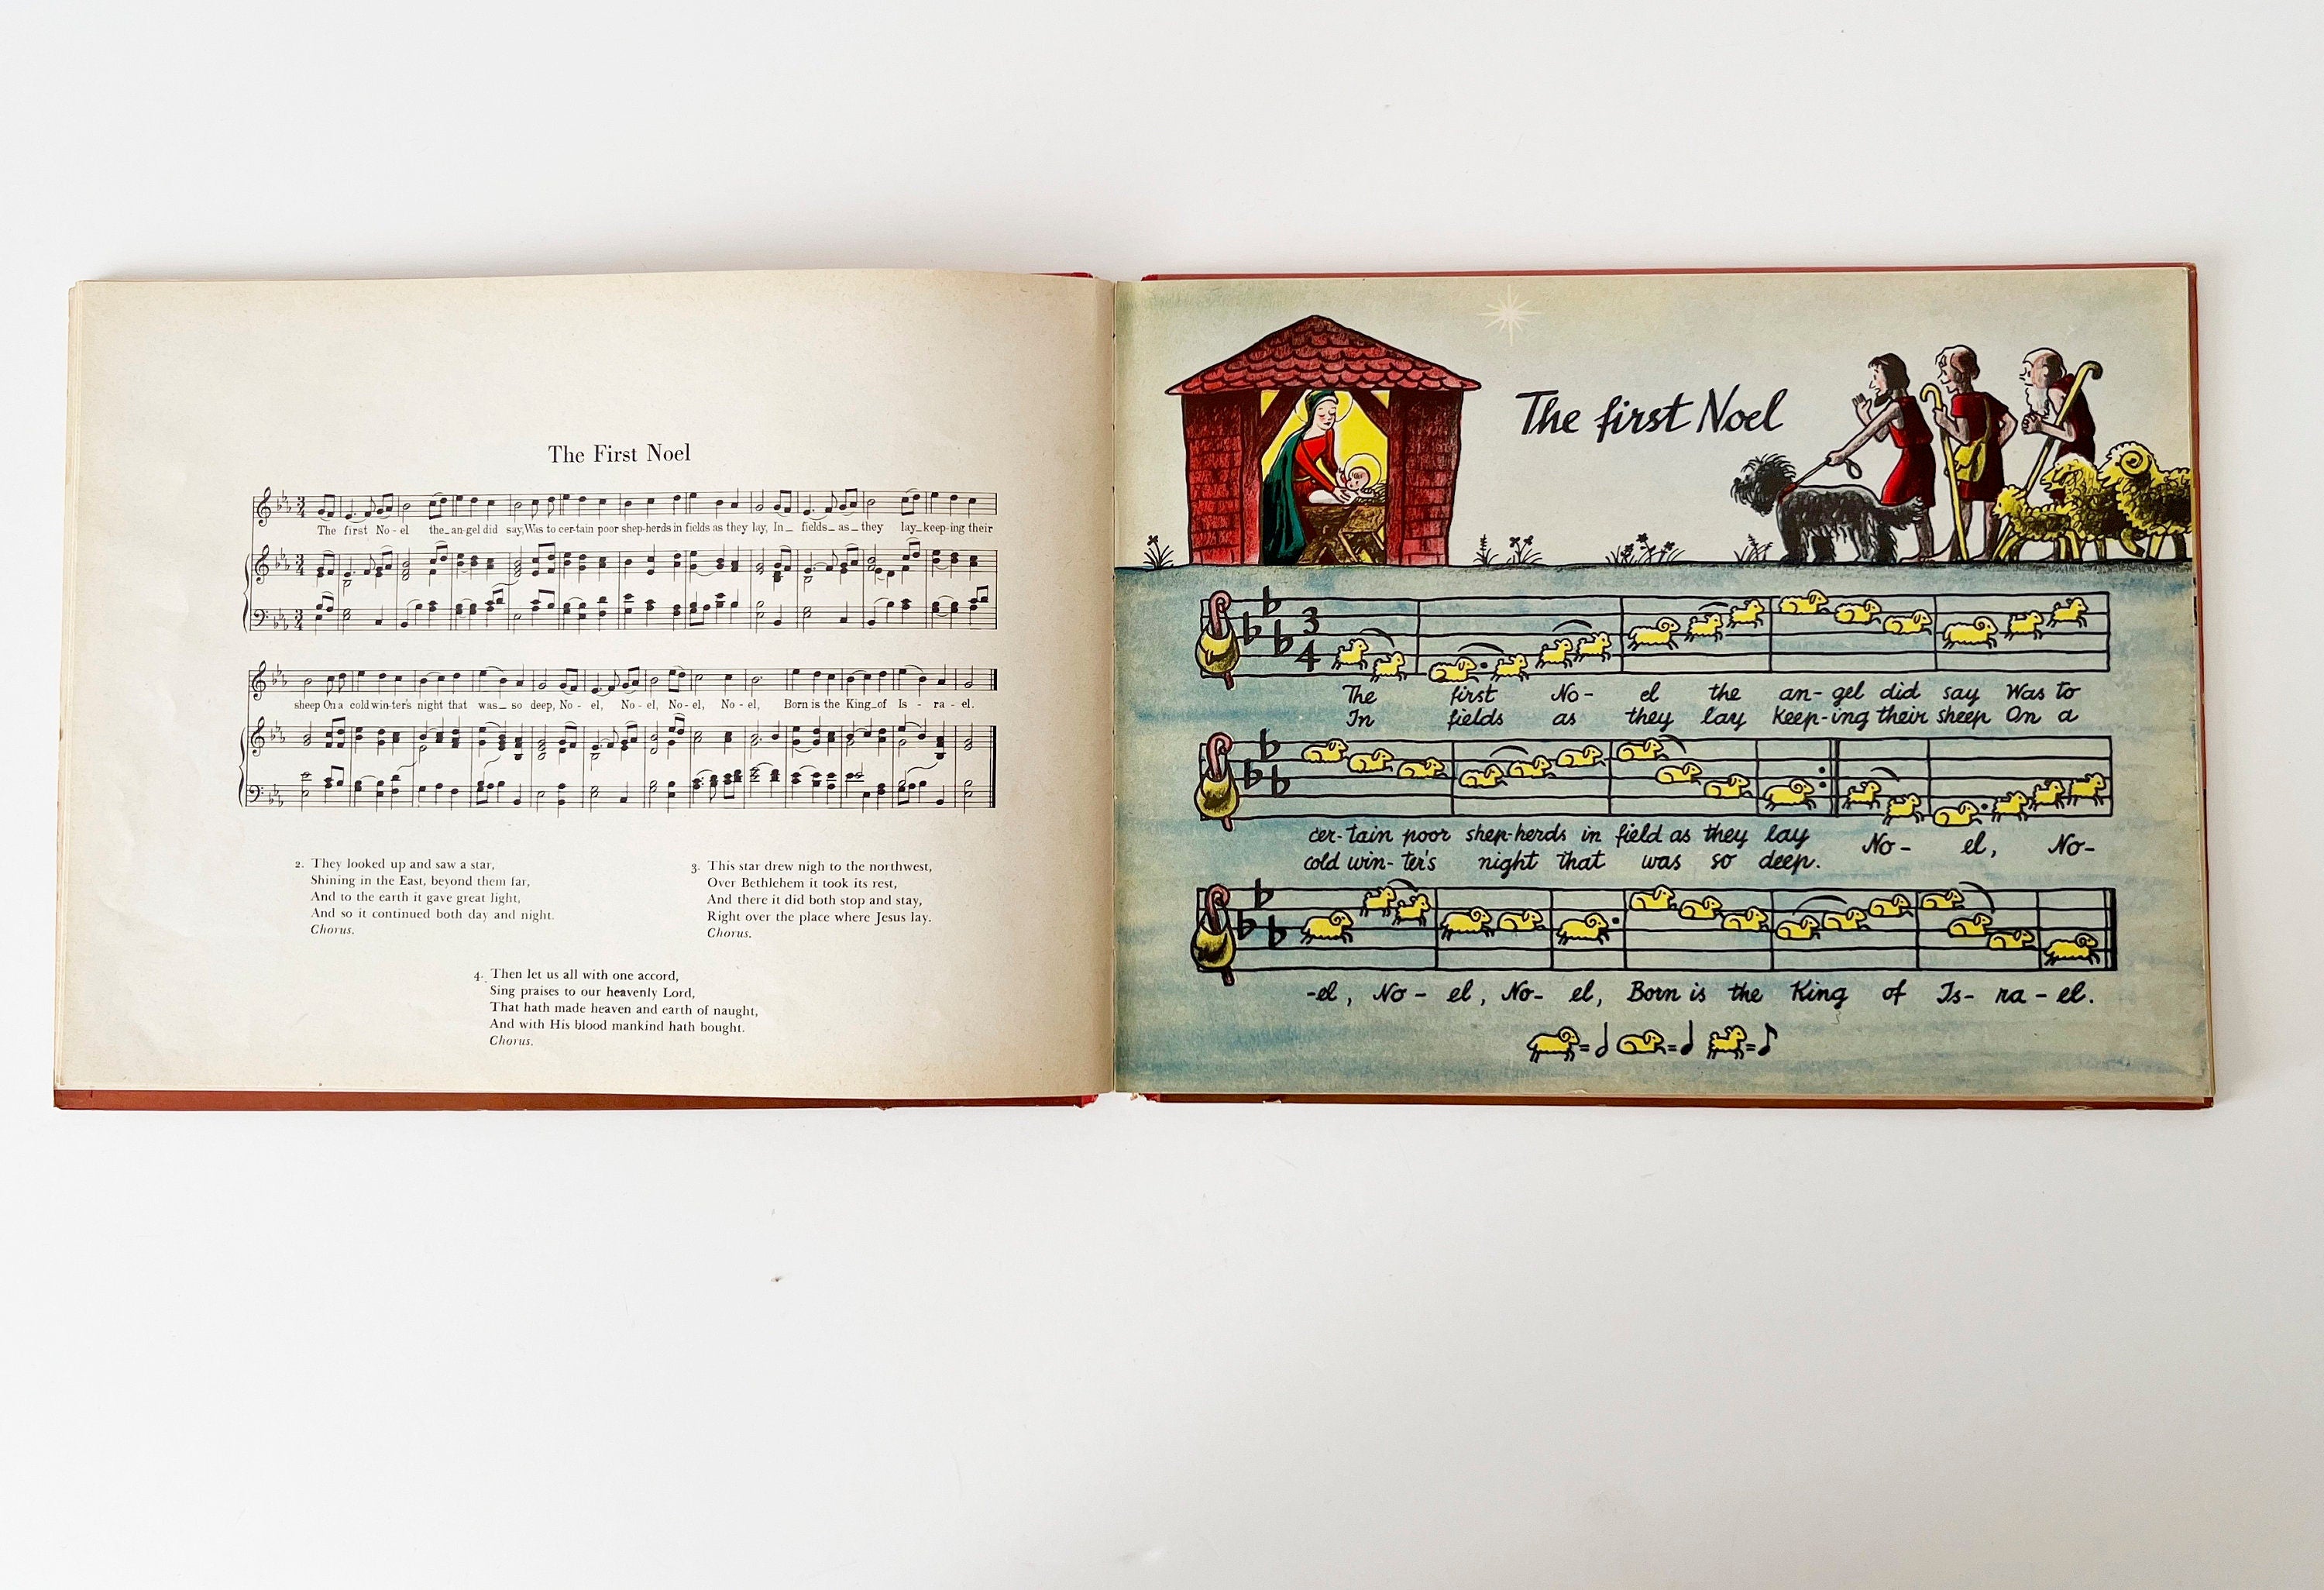 The First Noel
The first No - el the_an-gel did say,Was to cer-tain poor shep-herds in fields as they lay, In_ fields_ as_ they lay_ keep-ing their
sheep On a cold win-ter's night that was_ so deep, No - el, No - el, No - el, No - el, Born is the King_of Is - ra - el.
2. They looked up and saw a star,
Shining in the East, beyond them far,
And to the earth it gave great light,
And so it continued both day and night.
Chorus.
3. This star drew nigh to the northwest,
Over Bethlehem it took its rest,
And there it did both stop and stay,
Right over the place where Jesus lay.
Chorus.
4. Then let us all with one accord,
Sing praises to our heavenly Lord,
That hath made heaven and earth of naught,
And with His blood mankind hath bought.
Chorus.
The first Noel
3
4
The first No- el the an- gel did say Was to
In fields as they lay keep-ing their sheep On a
cer-tain poor shep-herds in field as they lay No- el, No-
cold win- ter's night that was so deep.
-el, No - el, No- el, Born is the King of Is- ra - el.